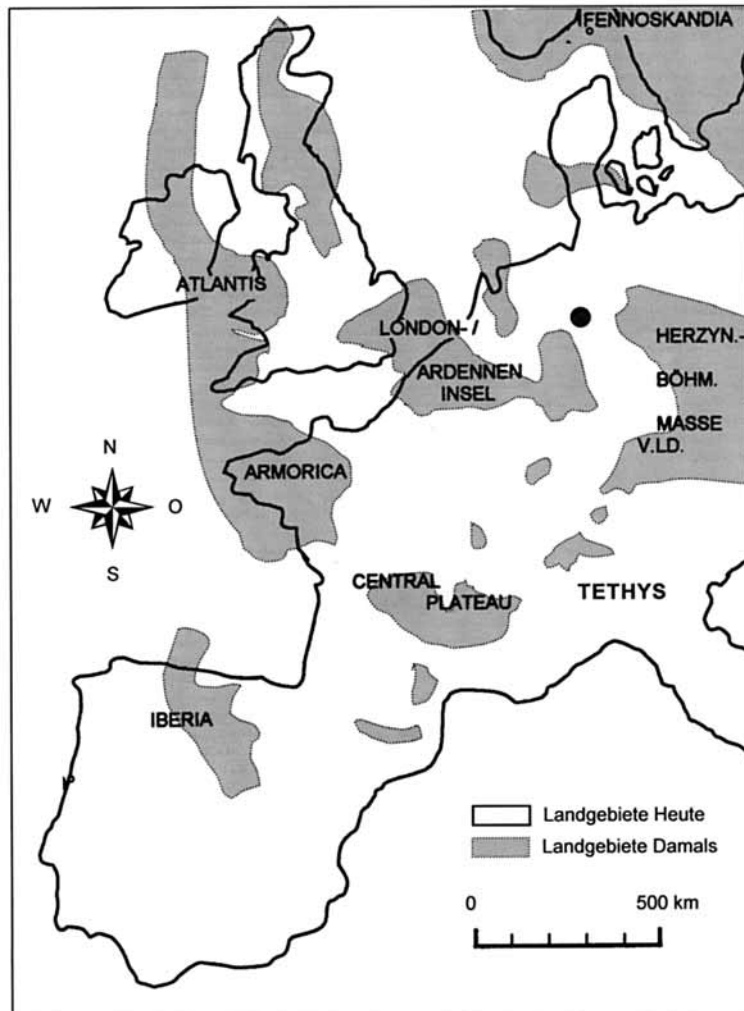 FENNOSKANDIA
ATLANTIS
LONDON- /
ARDENNEN
INSEL
HERZYN.-
BÖHM.
MASSE
V.LD.
ARMORICA
N
W O
S
CENTRAL
PLATEAU
TETHYS
IBERIA
Landgebiete Heute
Landgebiete Damals
0 500 km